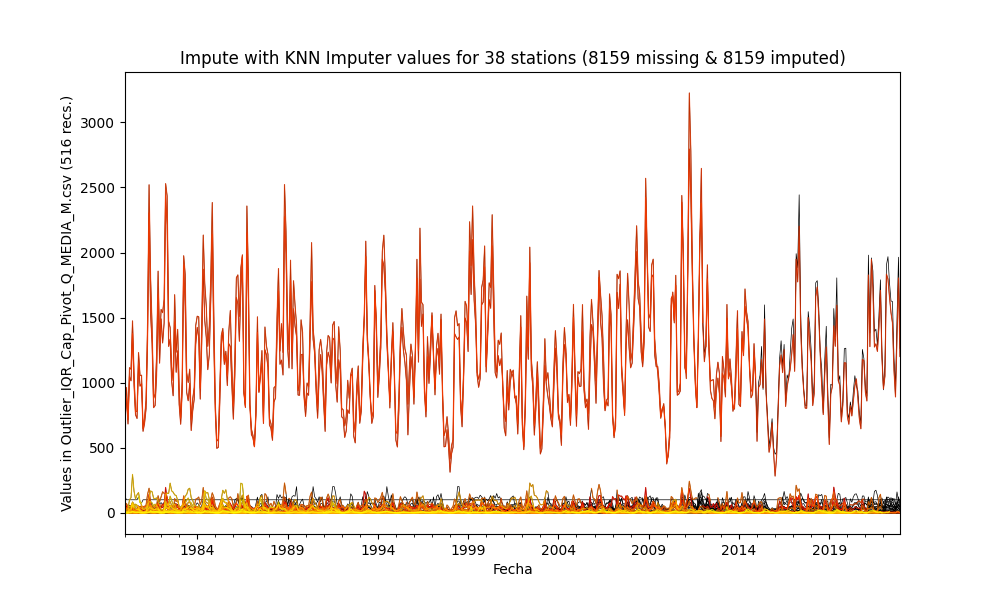 Impute with KNN Imputer values for 38 stations (8159 missing & 8159 imputed)
Values in Outlier_IQR_Cap_Pivot_Q_MEDIA_M.csv (516 recs.)
3000
2500
2000
1500
1000
500
0
1984 1989 1994 1999 2004 2009 2014 2019
Fecha